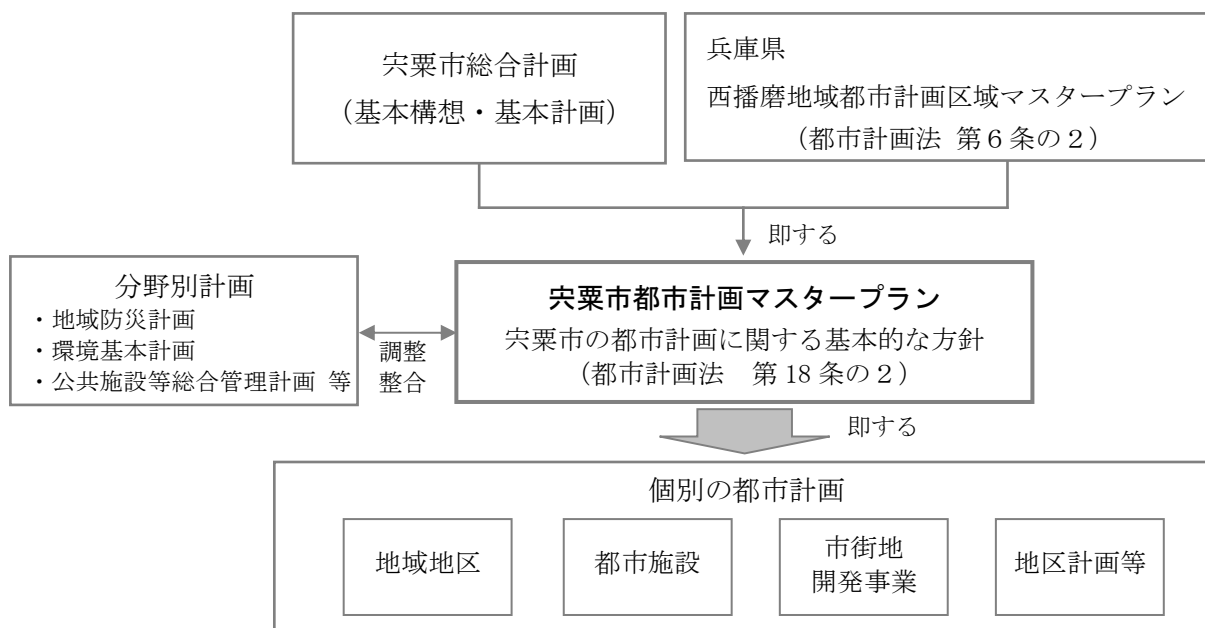 宍粟市総合計画
（基本構想・基本計画）
兵庫県
西播磨地域都市計画区域マスタープラン
（都市計画法 第６条の２）
即する
分野別計画
・地域防災計画
・環境基本計画
・公共施設等総合管理計画 等
調整
整合
宍粟市都市計画マスタープラン
宍粟市の都市計画に関する基本的な方針
（都市計画法　第 18 条の２）
即する
個別の都市計画
地域地区
都市施設
市街地
開発事業
地区計画等